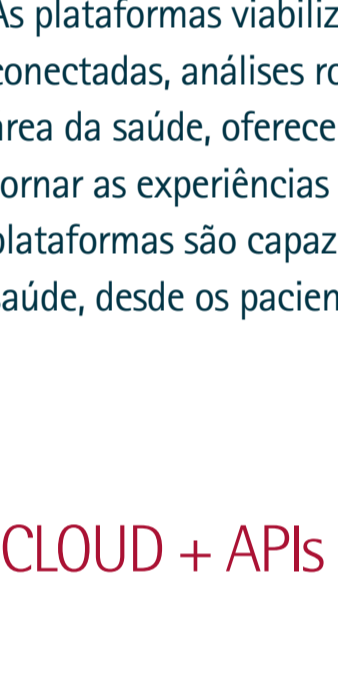 As plataformas viabiliz
conectadas, análises ro
área da saúde, oferece
tornar as experiências
plataformas são capaz
saúde, desde os pacien
CLOUD + APIs